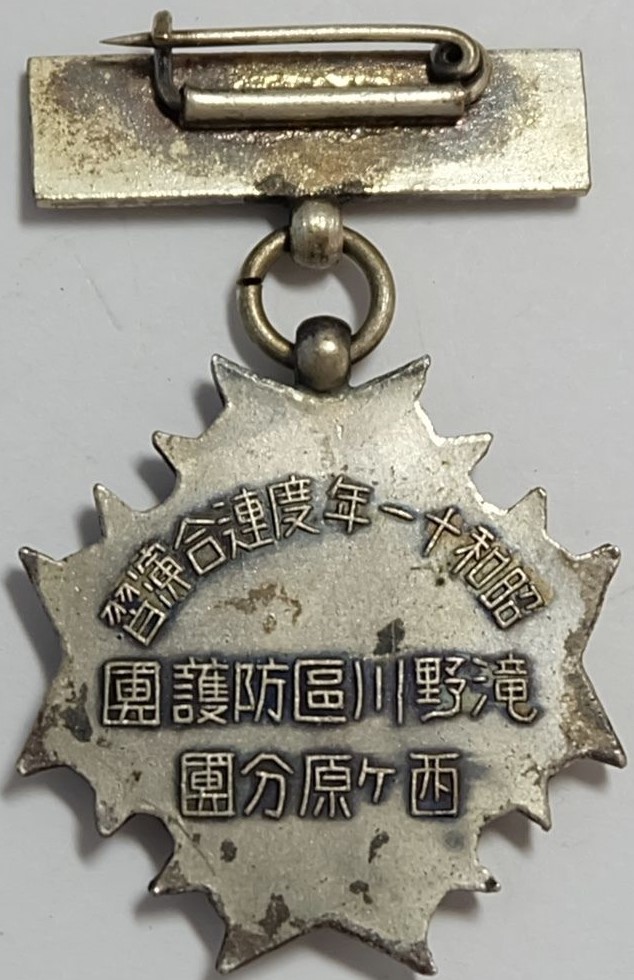 昭和十一年度連合演習
滝野川區防護團
西ヶ原分團